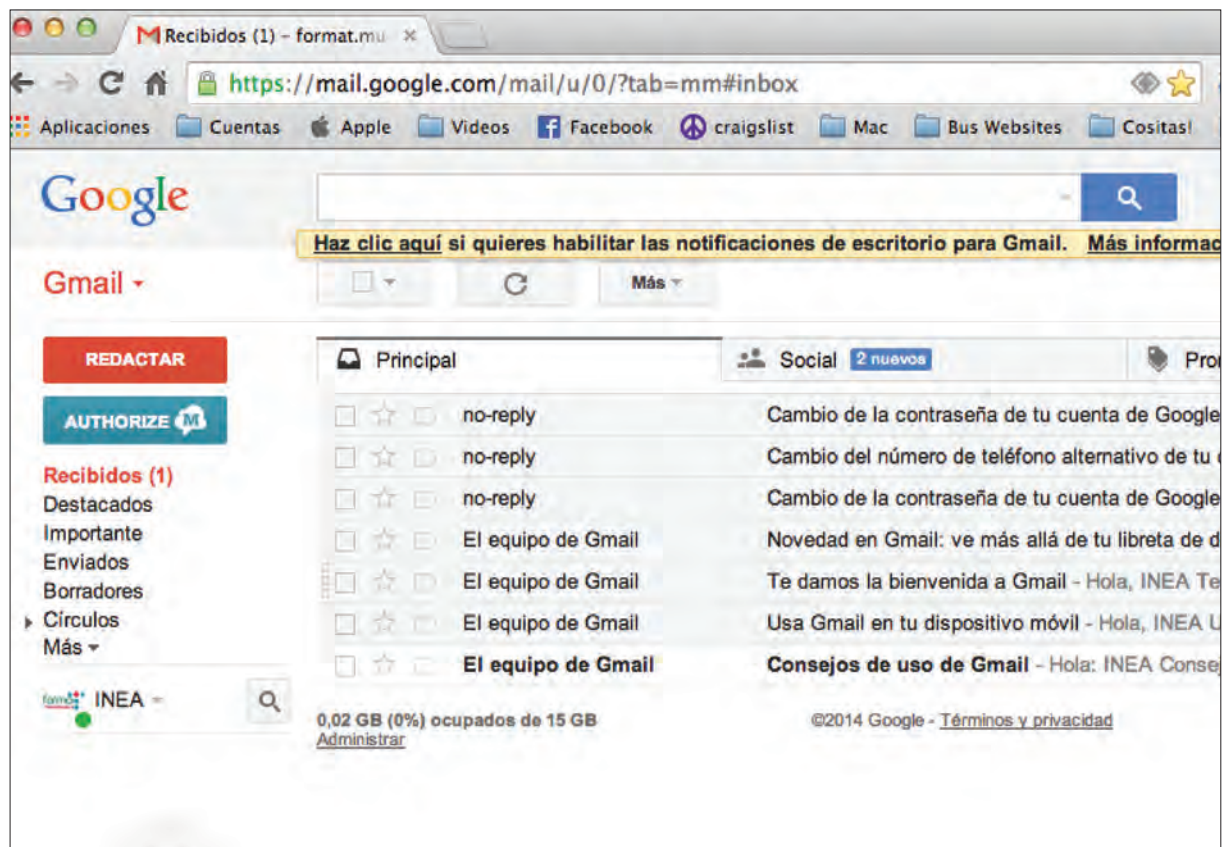 Recibidos (1) – format.mu
https://mail.google.com/mail/u/0/?tab=mm#inbox
Aplicaciones Cuentas Apple Videos Facebook craigslist Mac Bus Websites Cositas!
Google
Haz clic aquí si quieres habilitar las notificaciones de escritorio para Gmail. Más informac
Gmail
Más
REDACTAR
AUTHORIZE M
Recibidos (1)
Destacados
Importante
Enviados
Borradores
Círculos
Más
INEA
Principal Social 2 nuevos Pro
no-reply Cambio de la contraseña de tu cuenta de Google
no-reply Cambio del número de teléfono alternativo de tu
no-reply Cambio de la contraseña de tu cuenta de Google
El equipo de Gmail Novedad en Gmail: ve más allá de tu libreta de d
El equipo de Gmail Te damos la bienvenida a Gmail - Hola, INEA Te
El equipo de Gmail Usa Gmail en tu dispositivo móvil - Hola, INEA U
El equipo de Gmail Consejos de uso de Gmail - Hola: INEA Conse
0,02 GB (0%) ocupados de 15 GB
Administrar
©2014 Google - Términos y privacidad